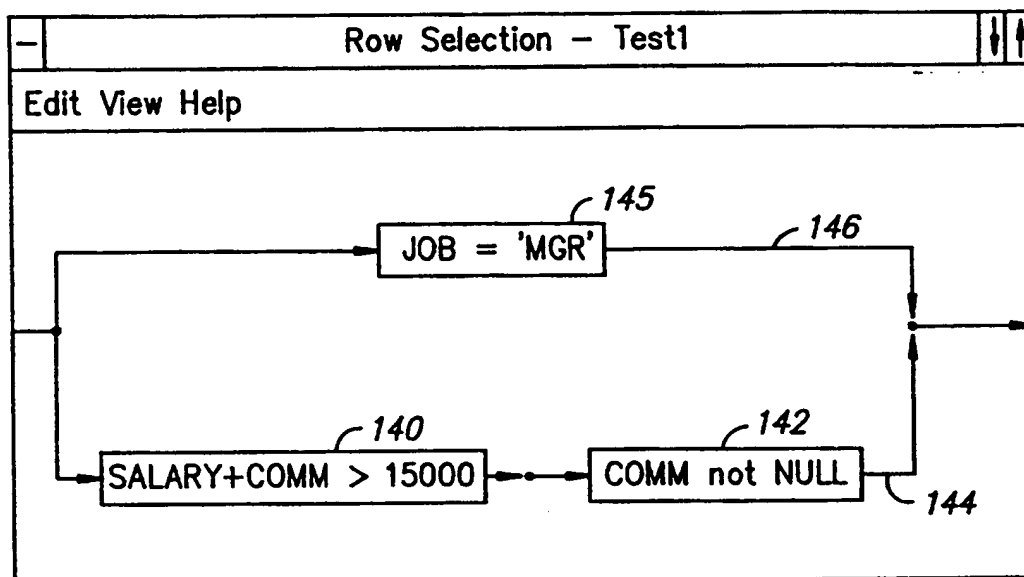 Row Selection - Test1
Edit View Help
145
JOB = 'MGR'
146
140
SALARY+COMM > 15000
142
COMM not NULL
144